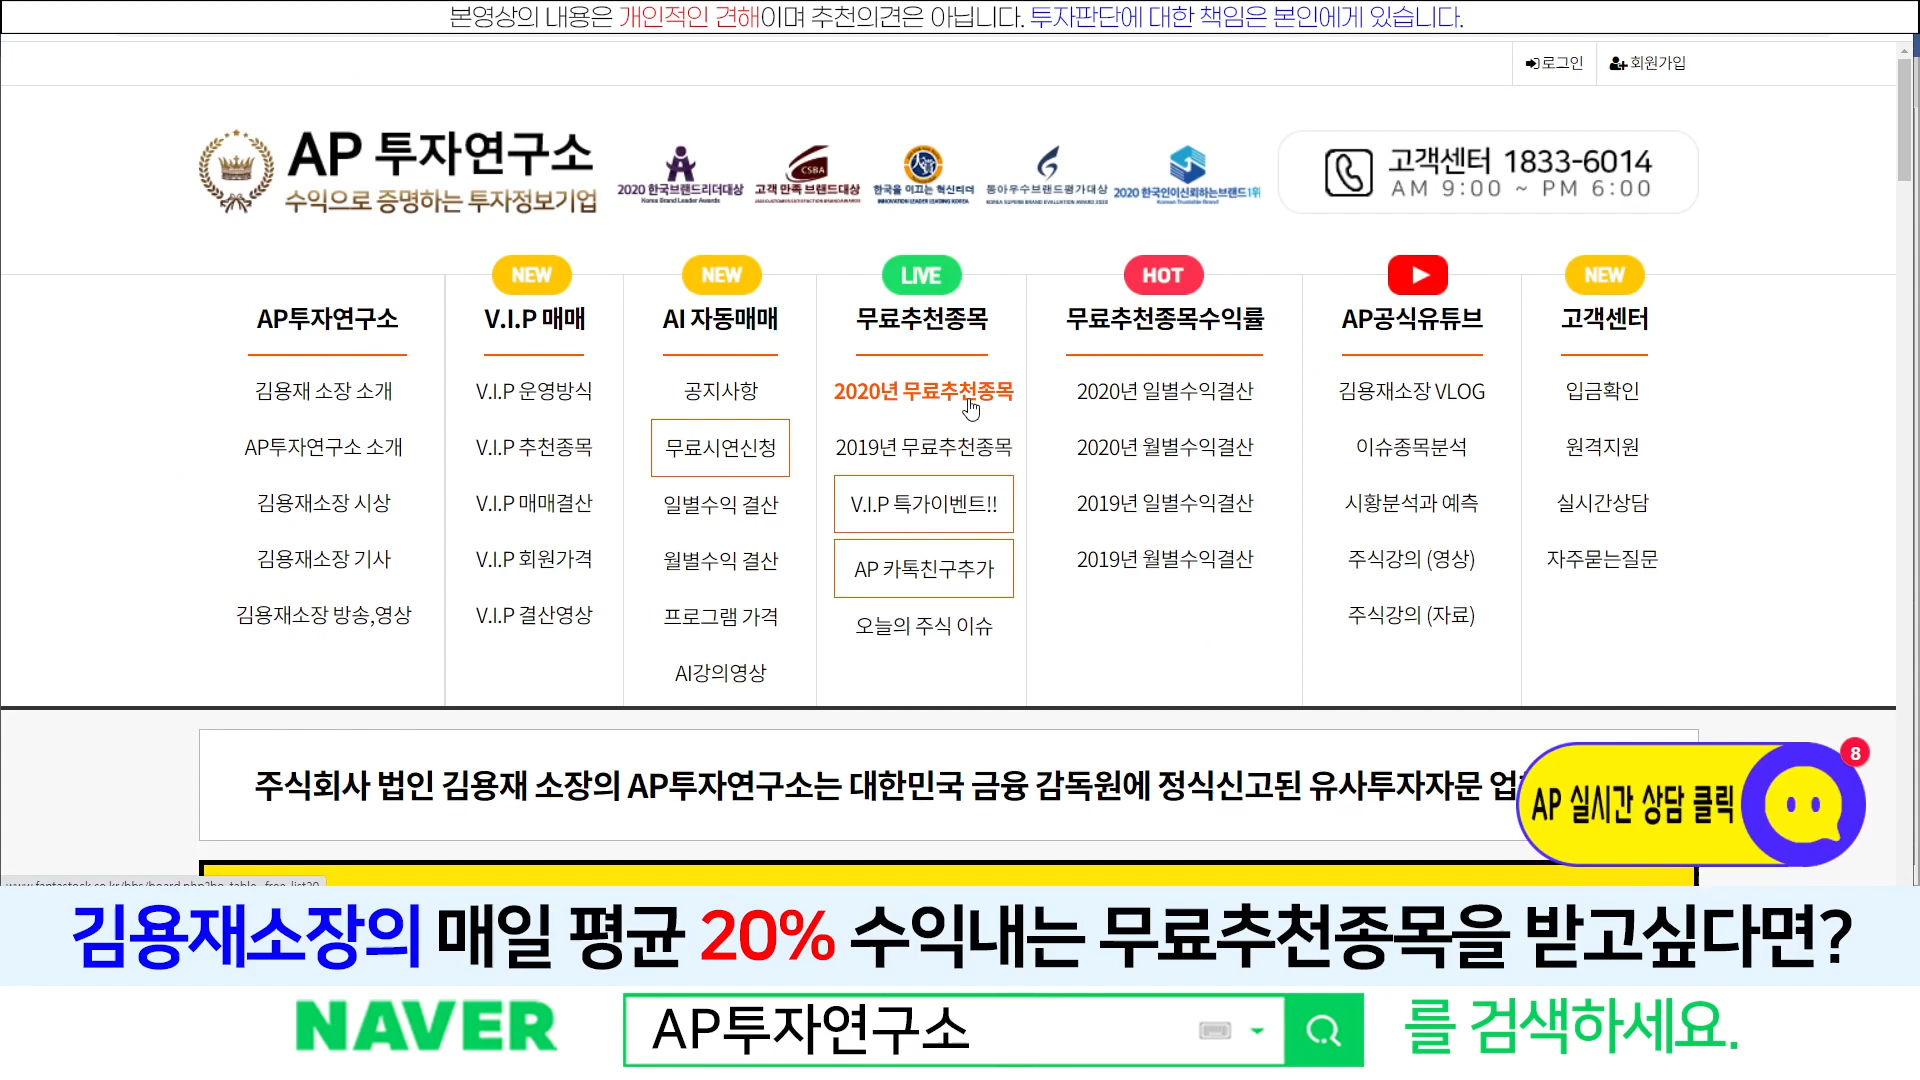 본영상의 내용은 개인적인 견해이며 추천의견은 아닙니다. 투자판단에 대한 책임은 본인에게 있습니다.
로그인 회원가입
AP 투자연구소
수익으로 증명하는 투자정보기업
2020 한국브랜드리더대상
Korea Brand Leader Awards
CSBA
고객 만족 브랜드대상
한국을 이끄는 혁신리더
INNOVATION LEADER LEADING KOREA
동아우수브랜드평가대상
KOREA SUPERB BRAND EVALUATION AWARD 2020
2020 한국인이신뢰하는브랜드1위
Korean Trustable Brand
고객센터 1833-6014
AM 9:00 ~ PM 6:00
NEW NEW LIVE HOT NEW
AP투자연구소 V.I.P 매매 AI 자동매매 무료추천종목 무료추천종목수익률 AP공식유튜브 고객센터
김용재 소장 소개
AP투자연구소 소개
김용재소장 시상
김용재소장 기사
김용재소장 방송,영상
V.I.P 운영방식
V.I.P 추천종목
V.I.P 매매결산
V.I.P 회원가격
V.I.P 결산영상
공지사항
무료시연신청
일별수익 결산
월별수익 결산
프로그램 가격
AI강의영상
2020년 무료추천종목
2019년 무료추천종목
V.I.P 특가이벤트!!
AP 카톡친구추가
오늘의 주식 이슈
2020년 일별수익결산
2020년 월별수익결산
2019년 일별수익결산
2019년 월별수익결산
김용재소장 VLOG
이슈종목분석
시황분석과 예측
주식강의 (영상)
주식강의 (자료)
입금확인
원격지원
실시간상담
자주묻는질문
주식회사 법인 김용재 소장의 AP투자연구소는 대한민국 금융 감독원에 정식신고된 유사투자자문 업
AP 실시간 상담 클릭
8
김용재소장의 매일 평균 20% 수익내는 무료추천종목을 받고싶다면?
NAVER AP투자연구소 를 검색하세요.